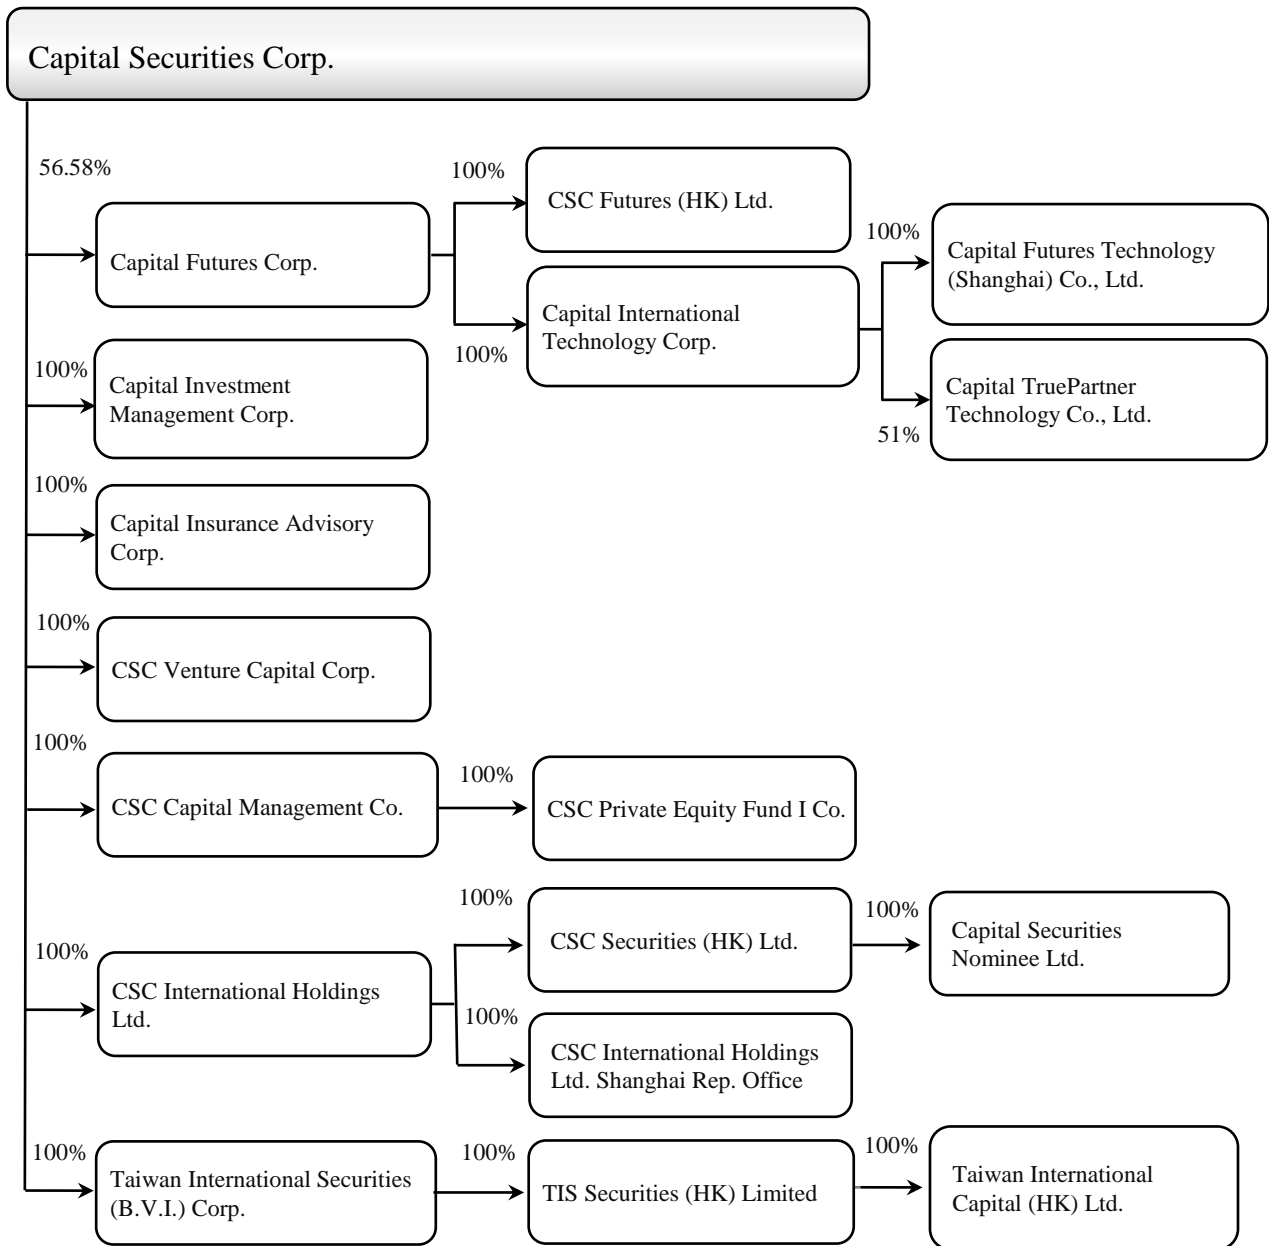 Capital Securities Corp.
56.58%
Capital Futures Corp.
100%
CSC Futures (HK) Ltd.
100%
Capital International
Technology Corp.
100%
Capital Futures Technology
(Shanghai) Co., Ltd.
51%
Capital TruePartner
Technology Co., Ltd.
100%
Capital Investment
Management Corp.
100%
Capital Insurance Advisory
Corp.
100%
CSC Venture Capital Corp.
100%
CSC Capital Management Co.
100%
CSC Private Equity Fund I Co.
100%
CSC International Holdings
Ltd.
100%
CSC Securities (HK) Ltd.
100%
Capital Securities
Nominee Ltd.
100%
CSC International Holdings
Ltd. Shanghai Rep. Office
100%
Taiwan International Securities
(B.V.I.) Corp.
100%
TIS Securities (HK) Limited
100%
Taiwan International
Capital (HK) Ltd.